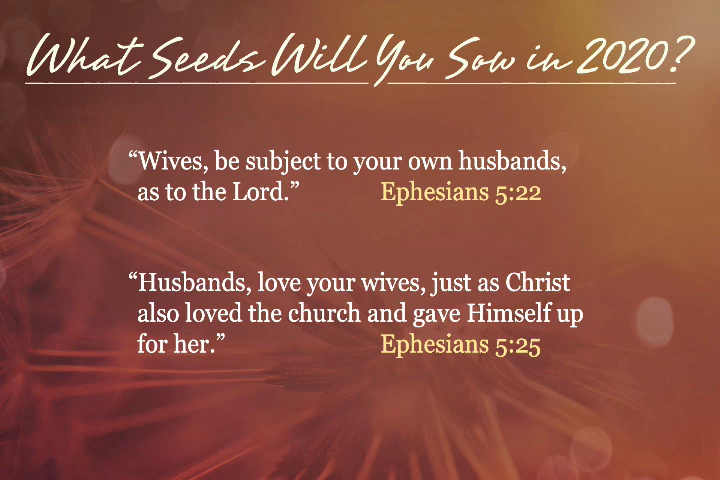 What Seeds Will You Sow in 2020?
“Wives, be subject to your own husbands,
as to the Lord.” Ephesians 5:22
“Husbands, love your wives, just as Christ
also loved the church and gave Himself up
for her.” Ephesians 5:25